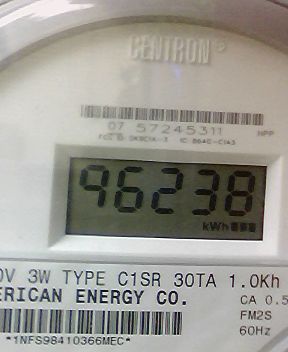 CENTRON®
07 57245311
HPP
96238
kWh
0V 3W TYPE C1SR 30TA 1.0Kh
ERICAN ENERGY CO.
CA 0.5
FM2S
60Hz
*1NFS98410366MEC*